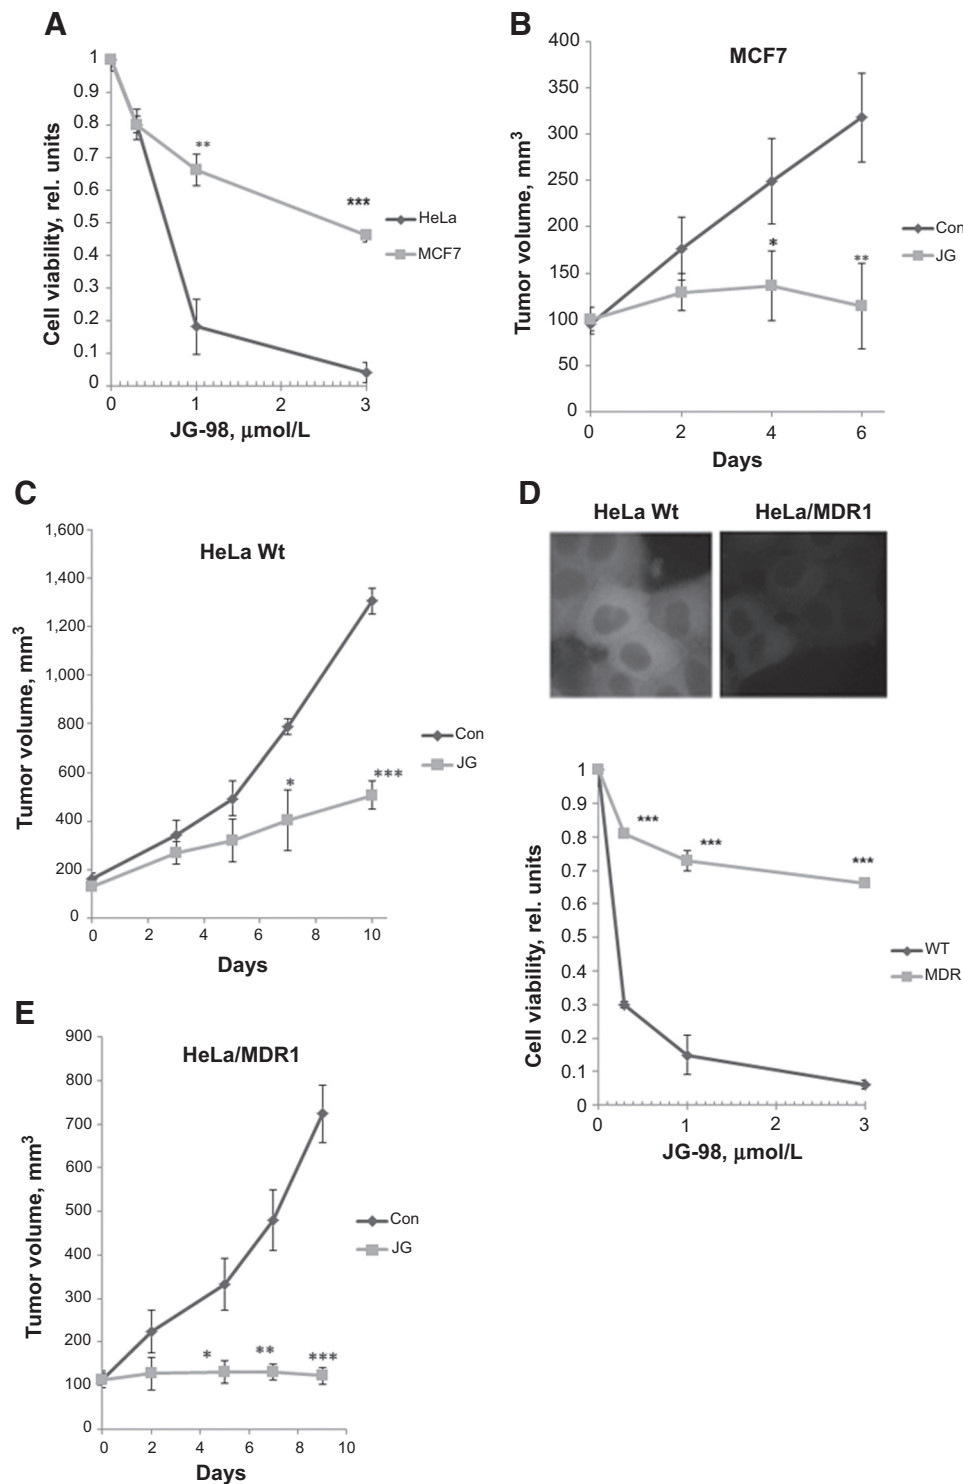 A
1
0.9
0.8
0.7
0.6
0.5
0.4
0.3
0.2
0.1
0
Cell viability, rel. units
**
***
HeLa
MCF7
0 1 2 3
JG-98, μmol/L
B
MCF7
400
350
300
250
200
150
100
50
0
Tumor volume, mm3
*
**
Con
JG
0 2 4 6
Days
C
HeLa Wt
1,600
1,400
1,200
1,000
800
600
400
200
0
Tumor volume, mm3
*
***
Con
JG
0 2 4 6 8 10
Days
D
HeLa Wt HeLa/MDR1
1
0.9
0.8
0.7
0.6
0.5
0.4
0.3
0.2
0.1
0
Cell viability, rel. units
***
***
***
WT
MDR
0 1 2 3
JG-98, μmol/L
E
HeLa/MDR1
900
800
700
600
500
400
300
200
100
0
Tumor volume, mm3
*
**
***
Con
JG
0 2 4 6 8 10
Days